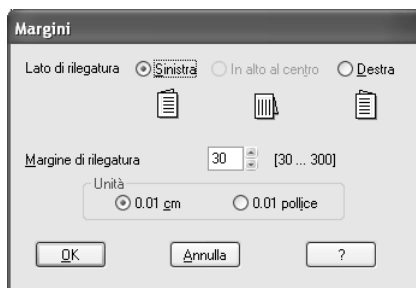 Margini
Lato di rilegatura Sinistra In alto al centro Destra
Margine di rilegatura 30 [30 ... 300]
Unità
0.01 cm 0.01 pollice
OK Annulla ?